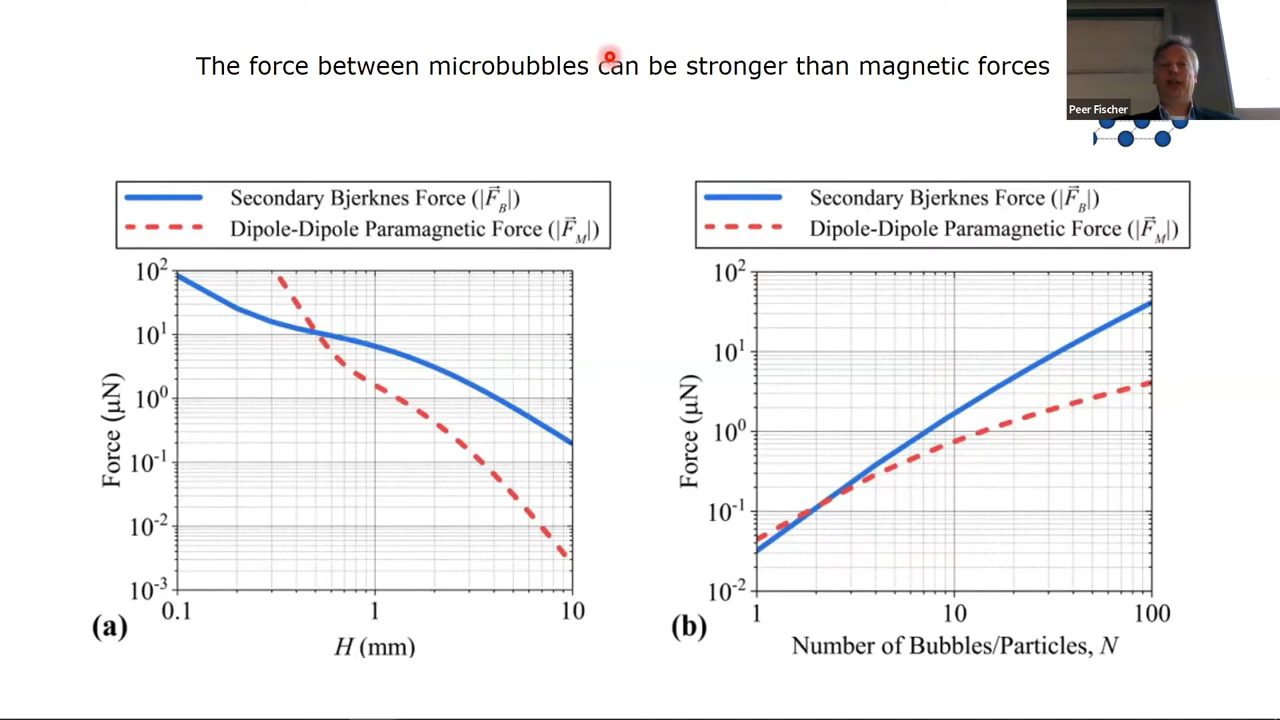 The force between microbubbles can be stronger than magnetic forces
Peer Fischer
Secondary Bjerknes Force (|F⃗_B|)
Dipole-Dipole Paramagnetic Force (|F⃗_M|)
10²
10¹
10⁰
10⁻¹
10⁻²
10⁻³
Force (μN)
0.1 1 10
(a)
H (mm)
Secondary Bjerknes Force (|F⃗_B|)
Dipole-Dipole Paramagnetic Force (|F⃗_M|)
10²
10¹
10⁰
10⁻¹
10⁻²
Force (μN)
1 10 100
(b)
Number of Bubbles/Particles, N